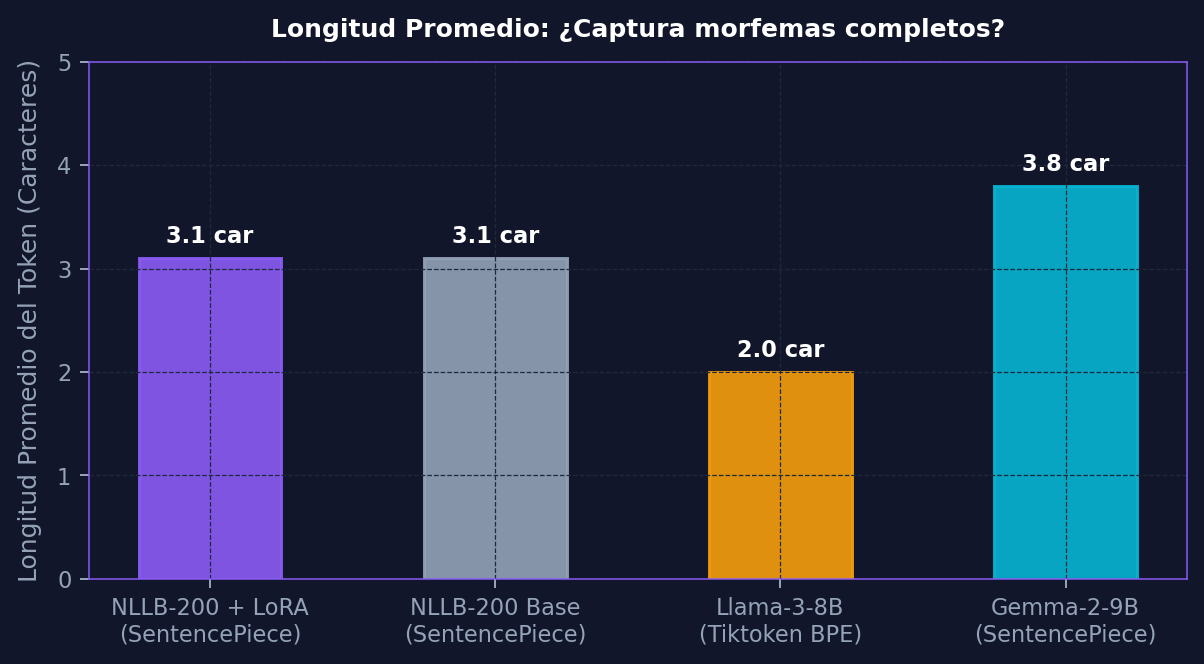 Longitud Promedio: ¿Captura morfemas completos?
Longitud Promedio del Token (Caracteres)
5
4
3
2
1
0
3.1 car
3.1 car
2.0 car
3.8 car
NLLB-200 + LoRA
(SentencePiece)
NLLB-200 Base
(SentencePiece)
Llama-3-8B
(Tiktoken BPE)
Gemma-2-9B
(SentencePiece)